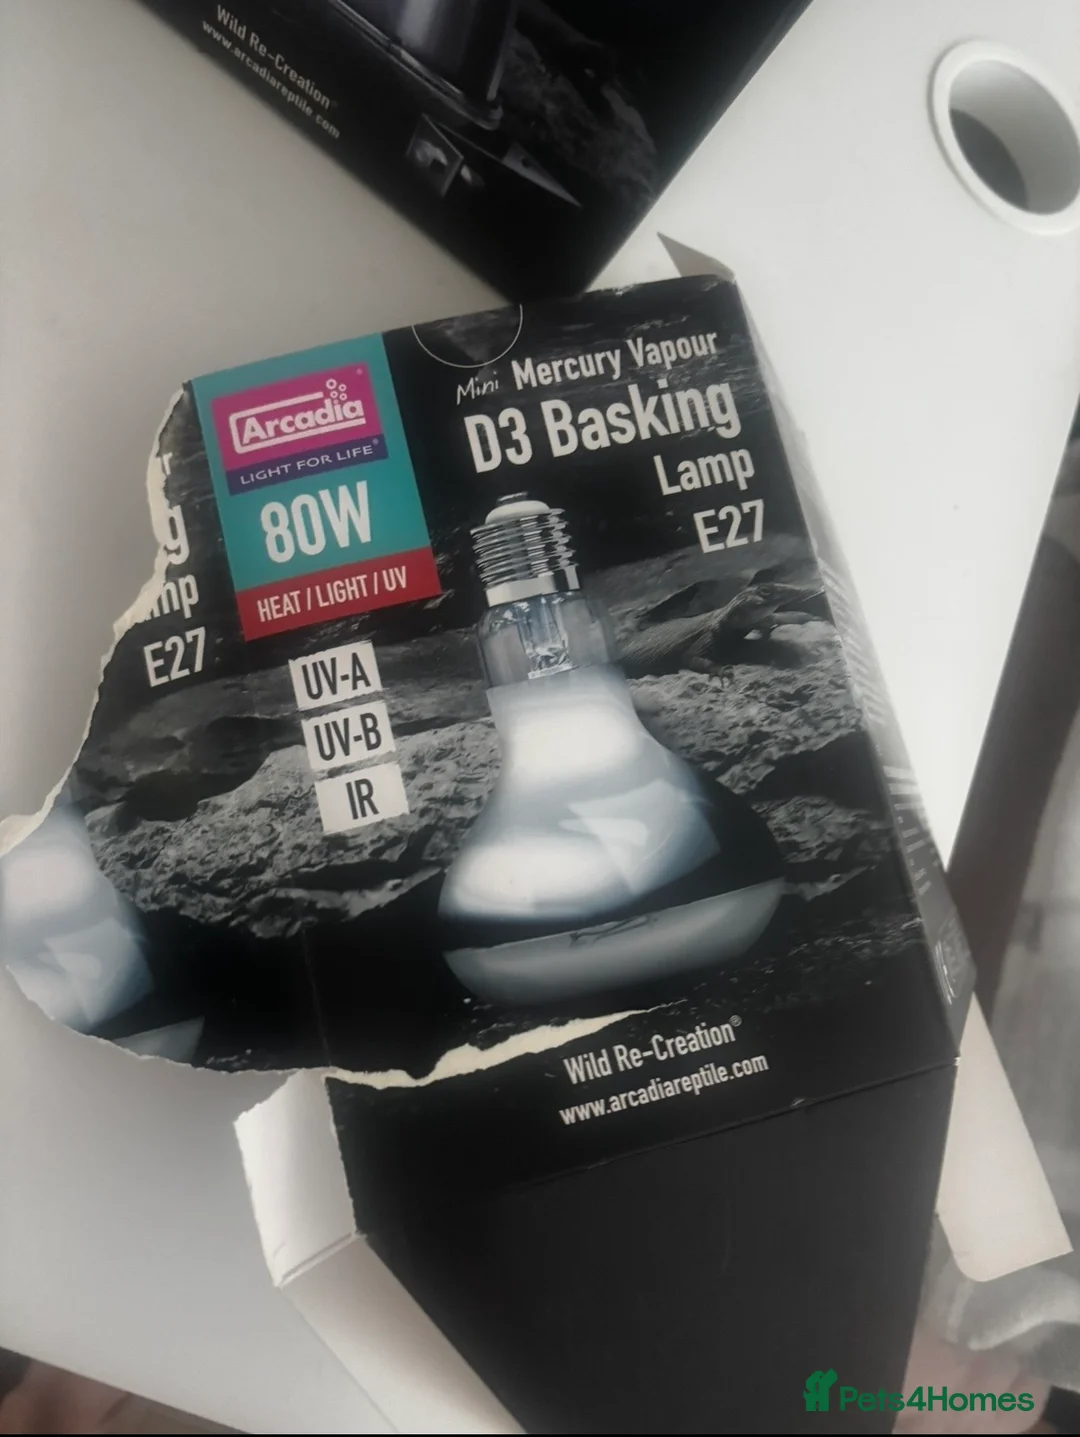 Wild Re-Creation
www.arcadiareptile.com
Arcadia®
LIGHT FOR LIFE®
80W
HEAT / LIGHT / UV
Mini Mercury Vapour
D3 Basking
Lamp
E27
E27
UV-A
UV-B
IR
Wild Re-Creation®
www.arcadiareptile.com
Pets4Homes